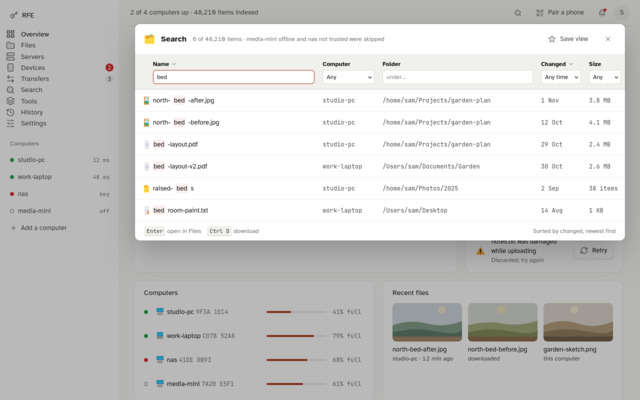 RFE
2 of 4 computers up · 48,210 items indexed
Pair a phone
S
Overview
Files
Servers
Devices 2
Transfers 3
Search
Tools
History
Settings
Computers
studio-pc 12 ms
work-laptop 48 ms
nas key
media-mini off
Add a computer
Search 6 of 48,210 items · media-mini offline and nas not trusted were skipped
Save view
Name Computer Folder Changed Size
bed Any under... Any time Any
north- bed -after.jpg studio-pc /home/sam/Projects/garden-plan 1 Nov 3.8 MB
north- bed -before.jpg studio-pc /home/sam/Projects/garden-plan 12 Oct 4.1 MB
bed -layout.pdf studio-pc /home/sam/Projects/garden-plan 29 Oct 2.4 MB
bed -layout-v2.pdf work-laptop /Users/sam/Documents/Garden 30 Oct 2.6 MB
raised- bed s studio-pc /home/sam/Photos/2025 2 Sep 38 items
bed room-paint.txt work-laptop /Users/sam/Desktop 14 Aug 1 KB
Enter open in Files Ctrl D download
Sorted by changed, newest first
notes.txt was damaged
while uploading
Discarded; try again
Retry
Computers
studio-pc 9F3A 1EC4 41% full
work-laptop C07B 52A8 79% full
nas 41DE 0B93 68% full
media-mini 7A20 E5F1 61% full
Recent files
north-bed-after.jpg
studio-pc · 12 min ago
north-bed-before.jpg
downloaded
garden-sketch.png
this computer